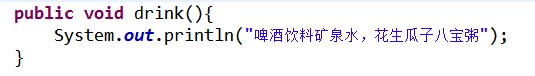 public void drink(){
    System.out.println("啤酒饮料矿泉水，花生瓜子八宝粥");
}